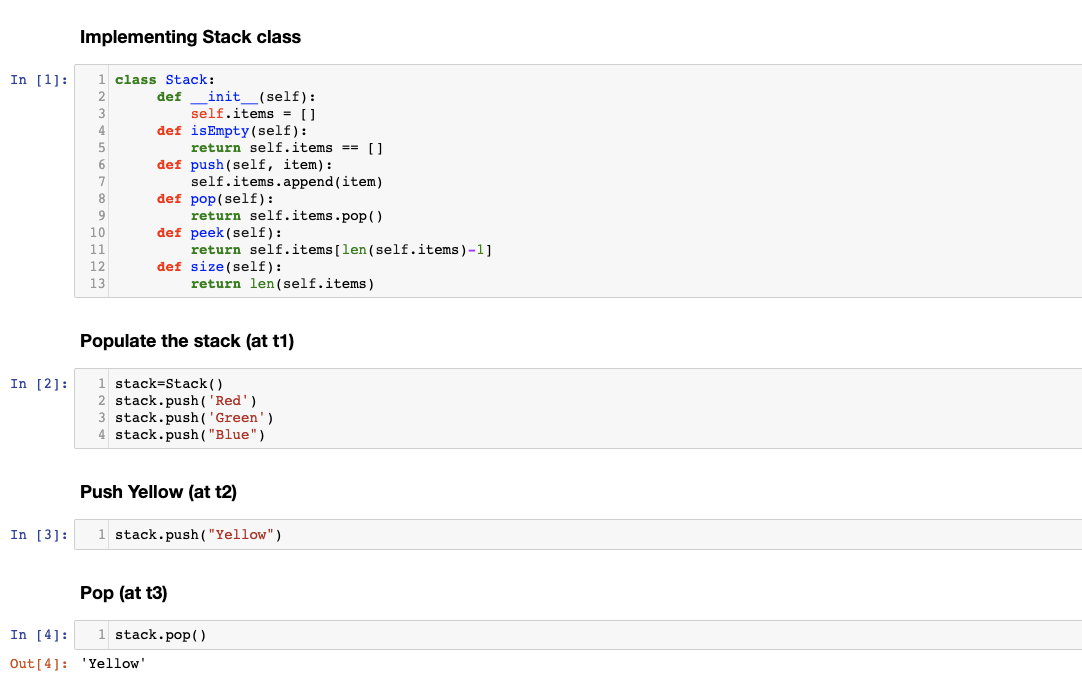 Implementing Stack class
In [1]:
1 class Stack:
2     def __init__(self):
3         self.items = []
4     def isEmpty(self):
5         return self.items == []
6     def push(self, item):
7         self.items.append(item)
8     def pop(self):
9         return self.items.pop()
10     def peek(self):
11         return self.items[len(self.items)-1]
12     def size(self):
13         return len(self.items)
Populate the stack (at t1)
In [2]:
1 stack=Stack()
2 stack.push('Red')
3 stack.push('Green')
4 stack.push("Blue")
Push Yellow (at t2)
In [3]:
1 stack.push("Yellow")
Pop (at t3)
In [4]:
1 stack.pop()
Out[4]: 'Yellow'